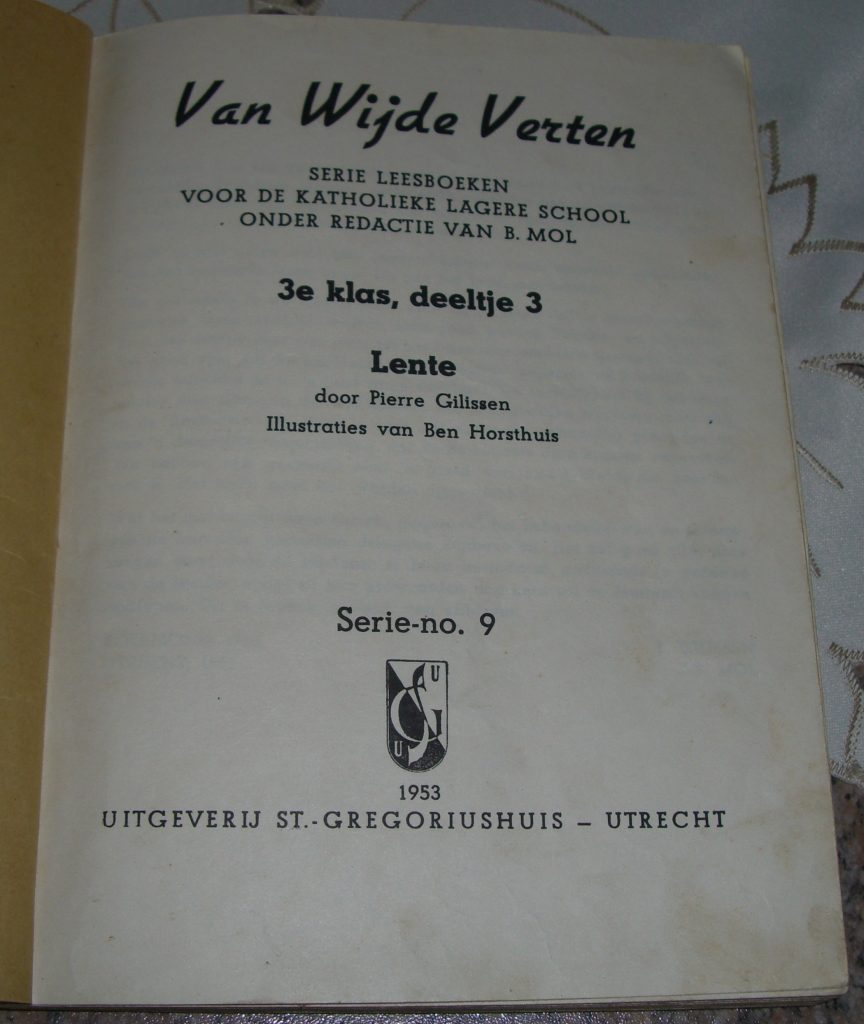 Van Wijde Verten
SERIE LEESBOEKEN
VOOR DE KATHOLIEKE LAGERE SCHOOL
ONDER REDACTIE VAN B. MOL
3e klas, deeltje 3
Lente
door Pierre Gilissen
Illustraties van Ben Horsthuis
Serie-no. 9
U
G
U
1953
UITGEVERIJ ST.-GREGORIUSHUIS – UTRECHT